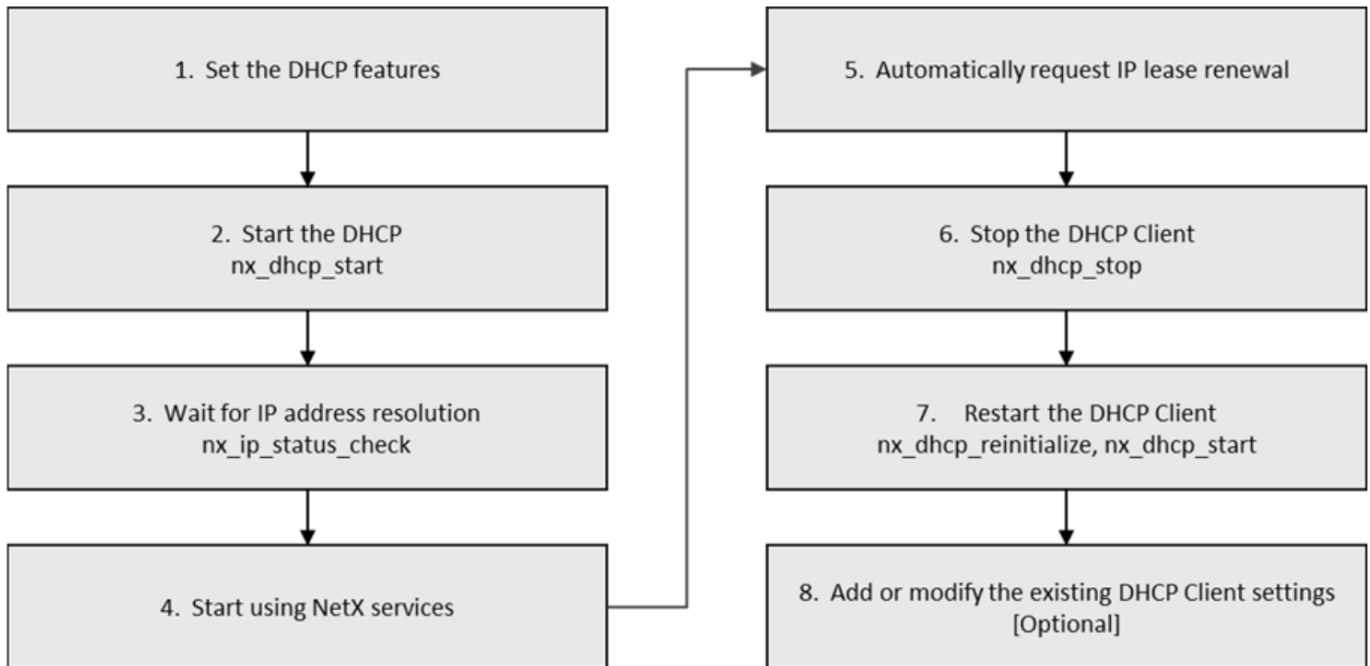 1. Set the DHCP features
2. Start the DHCP
nx_dhcp_start
3. Wait for IP address resolution
nx_ip_status_check
4. Start using NetX services
5. Automatically request IP lease renewal
6. Stop the DHCP Client
nx_dhcp_stop
7. Restart the DHCP Client
nx_dhcp_reinitialize, nx_dhcp_start
8. Add or modify the existing DHCP Client settings
[Optional]